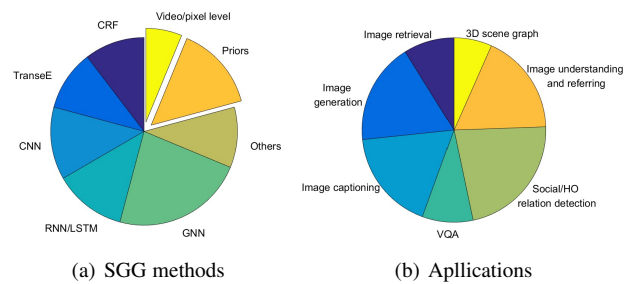 Video/pixel level
CRF
Priors
TranseE
CNN
Others
RNN/LSTM
GNN
(a) SGG methods
Image retrieval
3D scene graph
Image understanding
and referring
Image
generation
Image captioning
Social/HO
relation detection
VQA
(b) Apllications